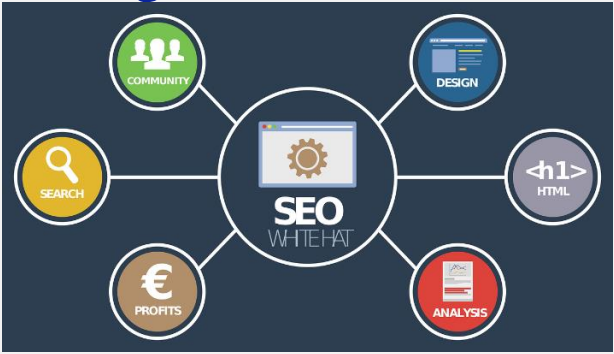 COMMUNITY
DESIGN
SEARCH
SEO
WHITE HAT
<h1>
HTML
€
PROFITS
ANALYSIS